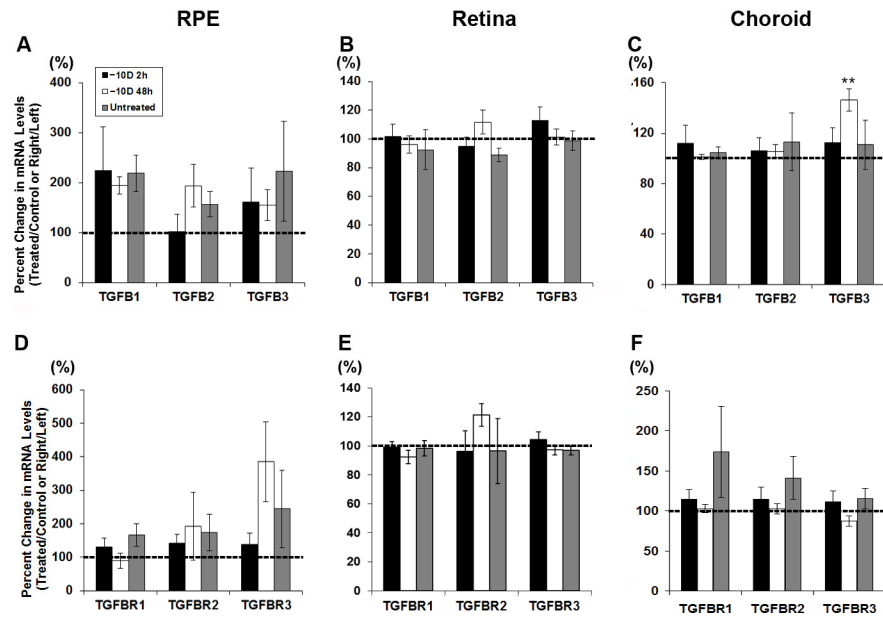 RPE Retina Choroid
A B C
(%) (%) (%)
Percent Change in mRNA Levels
(Treated/Control or Right/Left)
400
300
200
100
0
−10D 2h
−10D 48h
Untreated
TGFB1 TGFB2 TGFB3
140
120
100
80
60
40
20
0
TGFB1 TGFB2 TGFB3
160
110
60
**
TGFB1 TGFB2 TGFB3
D E F
(%) (%) (%)
Percent Change in mRNA Levels
(Treated/Control or Right/Left)
600
500
400
300
200
100
0
TGFBR1 TGFBR2 TGFBR3
140
120
100
80
60
40
20
0
TGFBR1 TGFBR2 TGFBR3
250
200
150
100
50
0
TGFBR1 TGFBR2 TGFBR3